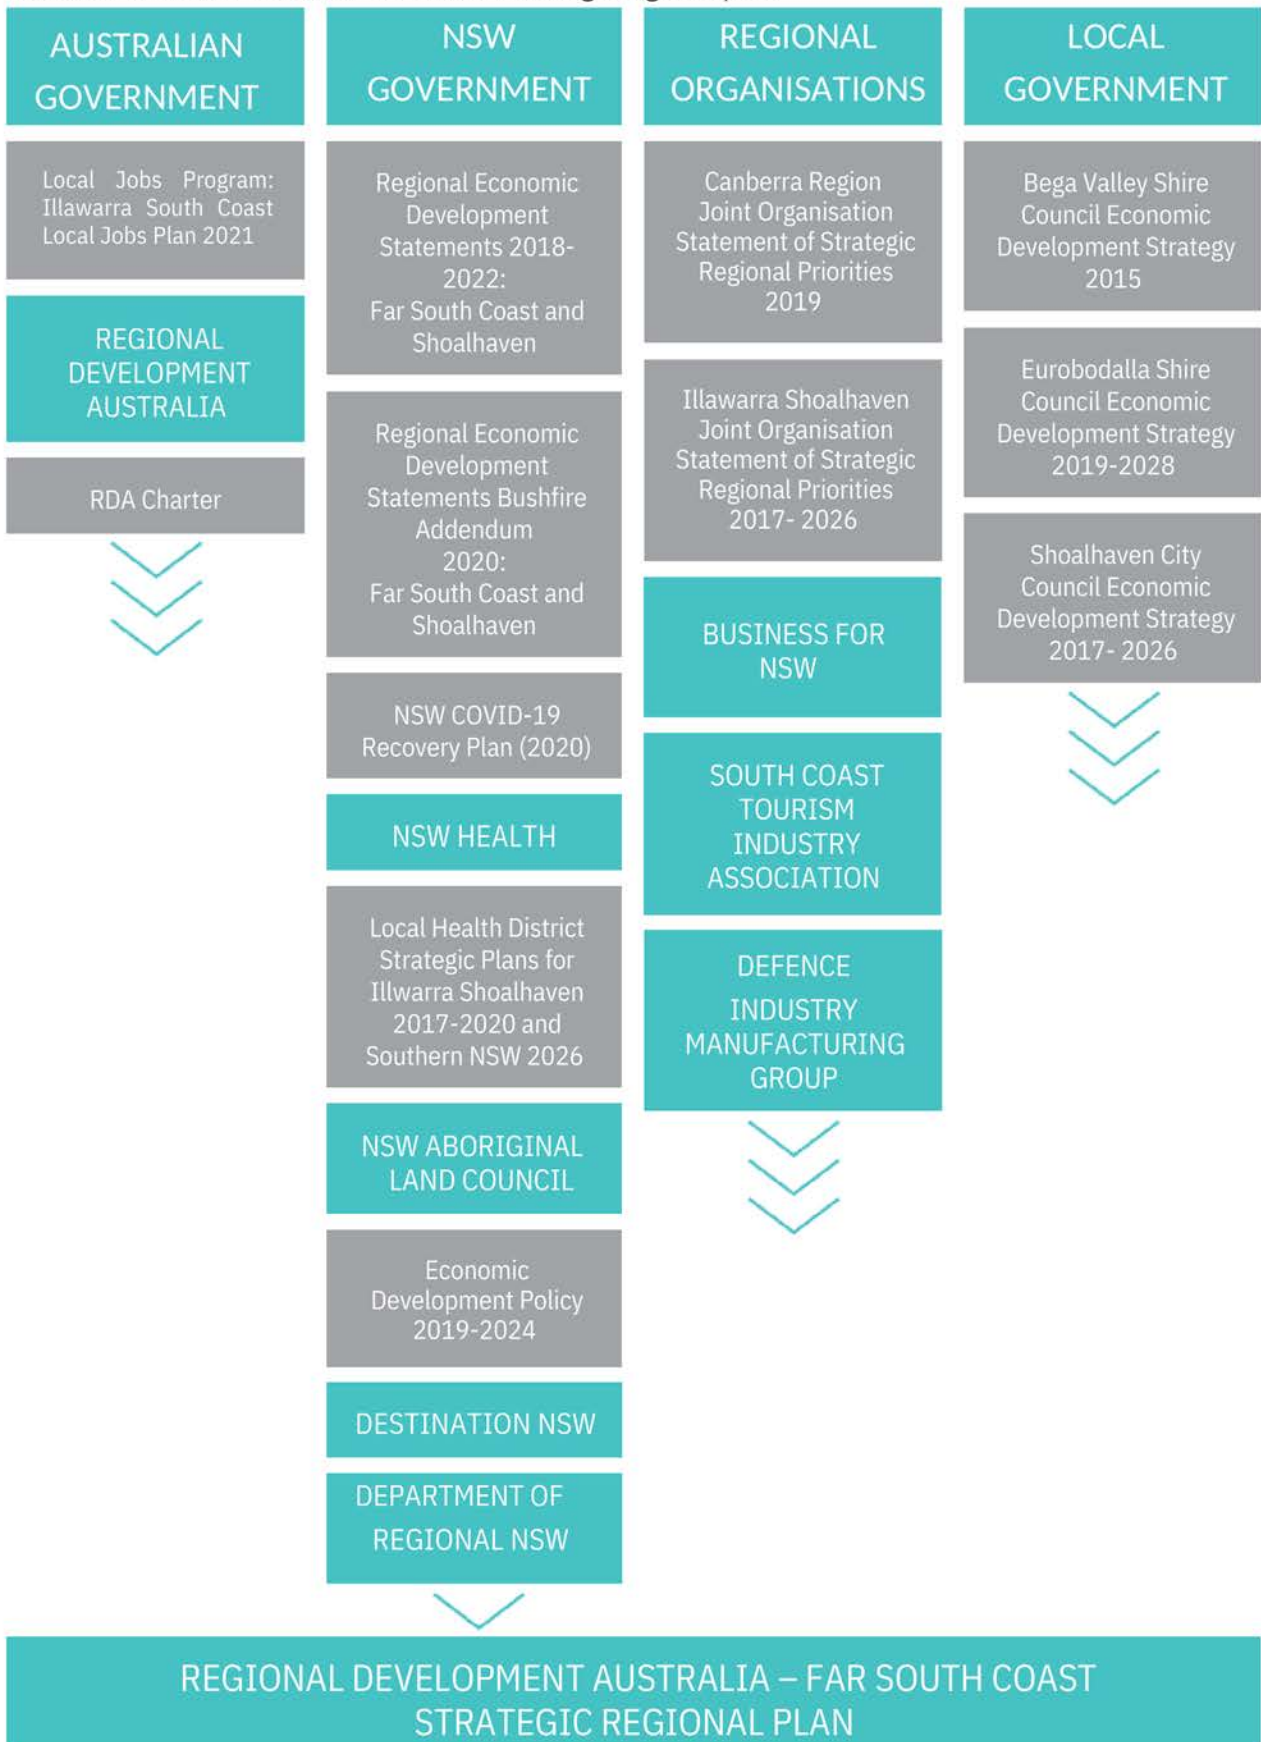 AUSTRALIAN
GOVERNMENT
Local Jobs Program:
Illawarra South Coast
Local Jobs Plan 2021
REGIONAL
DEVELOPMENT
AUSTRALIA
RDA Charter
NSW
GOVERNMENT
Regional Economic
Development
Statements 2018-
2022:
Far South Coast and
Shoalhaven
Regional Economic
Development
Statements Bushfire
Addendum
2020:
Far South Coast and
Shoalhaven
NSW COVID-19
Recovery Plan (2020)
NSW HEALTH
Local Health District
Strategic Plans for
Illwarra Shoalhaven
2017-2020 and
Southern NSW 2026
NSW ABORIGINAL
LAND COUNCIL
Economic
Development Policy
2019-2024
DESTINATION NSW
DEPARTMENT OF
REGIONAL NSW
REGIONAL
ORGANISATIONS
Canberra Region
Joint Organisation
Statement of Strategic
Regional Priorities
2019
Illawarra Shoalhaven
Joint Organisation
Statement of Strategic
Regional Priorities
2017- 2026
BUSINESS FOR
NSW
SOUTH COAST
TOURISM
INDUSTRY
ASSOCIATION
DEFENCE
INDUSTRY
MANUFACTURING
GROUP
LOCAL
GOVERNMENT
Bega Valley Shire
Council Economic
Development Strategy
2015
Eurobodalla Shire
Council Economic
Development Strategy
2019-2028
Shoalhaven City
Council Economic
Development Strategy
2017- 2026
REGIONAL DEVELOPMENT AUSTRALIA – FAR SOUTH COAST
STRATEGIC REGIONAL PLAN